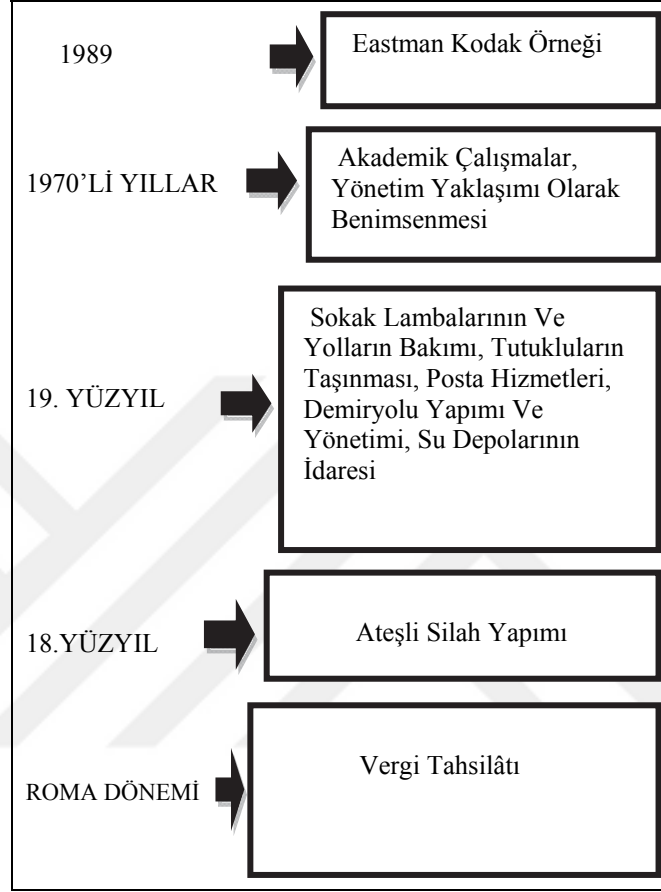 1989
Eastman Kodak Örneği
1970’Lİ YILLAR
Akademik Çalışmalar,
Yönetim Yaklaşımı Olarak
Benimsenmesi
19. YÜZYIL
Sokak Lambalarının Ve
Yolların Bakımı, Tutukluların
Taşınması, Posta Hizmetleri,
Demiryolu Yapımı Ve
Yönetimi, Su Depolarının
İdaresi
18.YÜZYIL
Ateşli Silah Yapımı
ROMA DÖNEMİ
Vergi Tahsilâtı